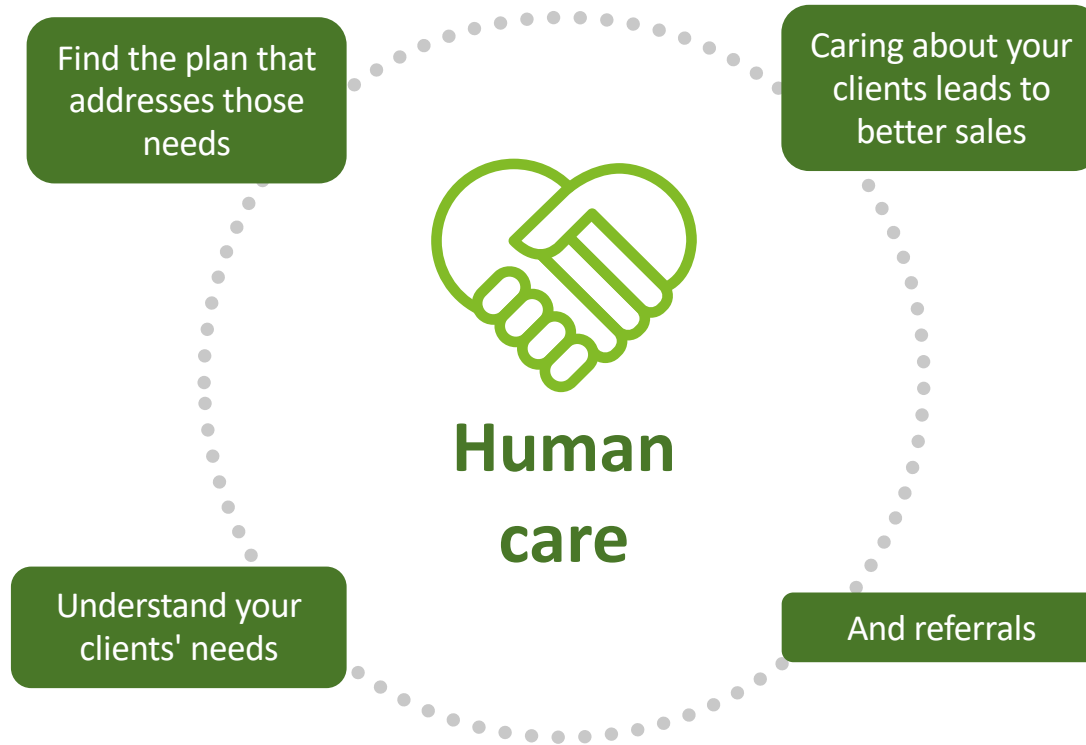 Find the plan that
addresses those
needs
Caring about your
clients leads to
better sales
Human
care
Understand your
clients' needs
And referrals